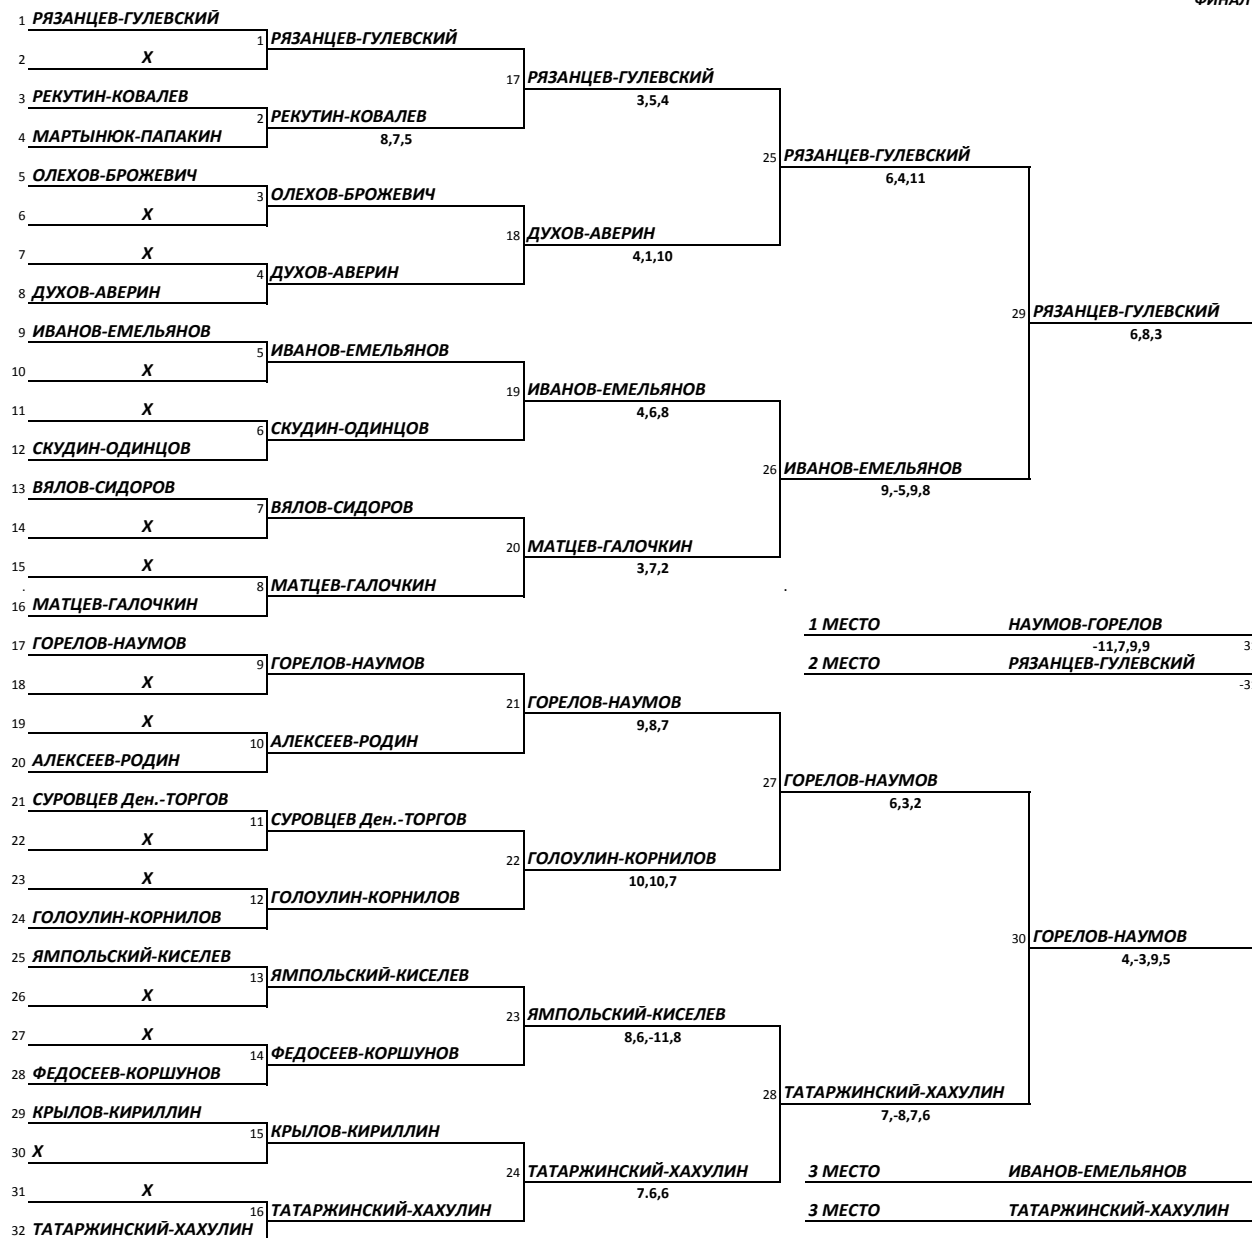 ФИНАЛ
1 РЯЗАНЦЕВ-ГУЛЕВСКИЙ
1 РЯЗАНЦЕВ-ГУЛЕВСКИЙ
2 X
17 РЯЗАНЦЕВ-ГУЛЕВСКИЙ
3 РЕКУТИН-КОВАЛЕВ
3,5,4
2 РЕКУТИН-КОВАЛЕВ
4 МАРТЫНЮК-ПАПАКИН
8,7,5
25 РЯЗАНЦЕВ-ГУЛЕВСКИЙ
5 ОЛЕХОВ-БРОЖЕВИЧ
6,4,11
3 ОЛЕХОВ-БРОЖЕВИЧ
6 X
18 ДУХОВ-АВЕРИН
7 X
4,1,10
4 ДУХОВ-АВЕРИН
8 ДУХОВ-АВЕРИН
29 РЯЗАНЦЕВ-ГУЛЕВСКИЙ
9 ИВАНОВ-ЕМЕЛЬЯНОВ
6,8,3
5 ИВАНОВ-ЕМЕЛЬЯНОВ
10 X
19 ИВАНОВ-ЕМЕЛЬЯНОВ
11 X
4,6,8
6 СКУДИН-ОДИНЦОВ
12 СКУДИН-ОДИНЦОВ
26 ИВАНОВ-ЕМЕЛЬЯНОВ
13 ВЯЛОВ-СИДОРОВ
9,-5,9,8
7 ВЯЛОВ-СИДОРОВ
14 X
20 МАТЦЕВ-ГАЛОЧКИН
15 X
3,7,2
. 8 МАТЦЕВ-ГАЛОЧКИН .
16 МАТЦЕВ-ГАЛОЧКИН
1 МЕСТО НАУМОВ-ГОРЕЛОВ
17 ГОРЕЛОВ-НАУМОВ
-11,7,9,9
9 ГОРЕЛОВ-НАУМОВ
2 МЕСТО РЯЗАНЦЕВ-ГУЛЕВСКИЙ
18 X
21 ГОРЕЛОВ-НАУМОВ
19 X
9,8,7
10 АЛЕКСЕЕВ-РОДИН
20 АЛЕКСЕЕВ-РОДИН
27 ГОРЕЛОВ-НАУМОВ
21 СУРОВЦЕВ Ден.-ТОРГОВ
6,3,2
11 СУРОВЦЕВ Ден.-ТОРГОВ
22 X
22 ГОЛОУЛИН-КОРНИЛОВ
23 X
10,10,7
12 ГОЛОУЛИН-КОРНИЛОВ
24 ГОЛОУЛИН-КОРНИЛОВ
30 ГОРЕЛОВ-НАУМОВ
25 ЯМПОЛЬСКИЙ-КИСЕЛЕВ
4,-3,9,5
13 ЯМПОЛЬСКИЙ-КИСЕЛЕВ
26 X
23 ЯМПОЛЬСКИЙ-КИСЕЛЕВ
27 X
8,6,-11,8
14 ФЕДОСЕЕВ-КОРШУНОВ
28 ФЕДОСЕЕВ-КОРШУНОВ
28 ТАТАРЖИНСКИЙ-ХАХУЛИН
29 КРЫЛОВ-КИРИЛЛИН
7,-8,7,6
15 КРЫЛОВ-КИРИЛЛИН
30 X
24 ТАТАРЖИНСКИЙ-ХАХУЛИН
3 МЕСТО ИВАНОВ-ЕМЕЛЬЯНОВ
31 X
7.6,6
16 ТАТАРЖИНСКИЙ-ХАХУЛИН
3 МЕСТО ТАТАРЖИНСКИЙ-ХАХУЛИН
32 ТАТАРЖИНСКИЙ-ХАХУЛИН